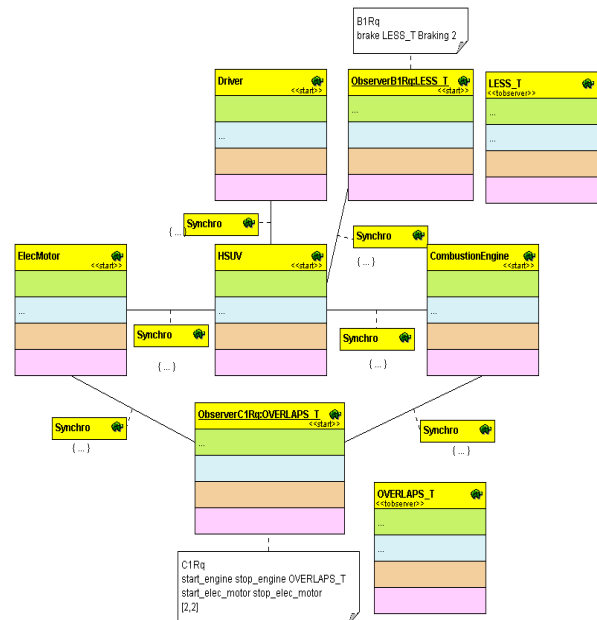 B1Rq
brake LESS_T Braking 2
Driver
<<start>>
...
ObserverB1Rq:LESS_T
<<start>>
...
LESS_T
<<tobserver>>
...
...
Synchro
{ ... }
Synchro
{ ... }
ElecMotor
<<start>>
...
HSUV
<<start>>
...
CombustionEngine
<<start>>
...
Synchro
{ ... }
Synchro
{ ... }
ObserverC1Rq:OVERLAPS_T
<<start>>
...
Synchro
{ ... }
Synchro
{ ... }
OVERLAPS_T
<<tobserver>>
...
...
C1Rq
start_engine stop_engine OVERLAPS_T
start_elec_motor stop_elec_motor
[2,2]